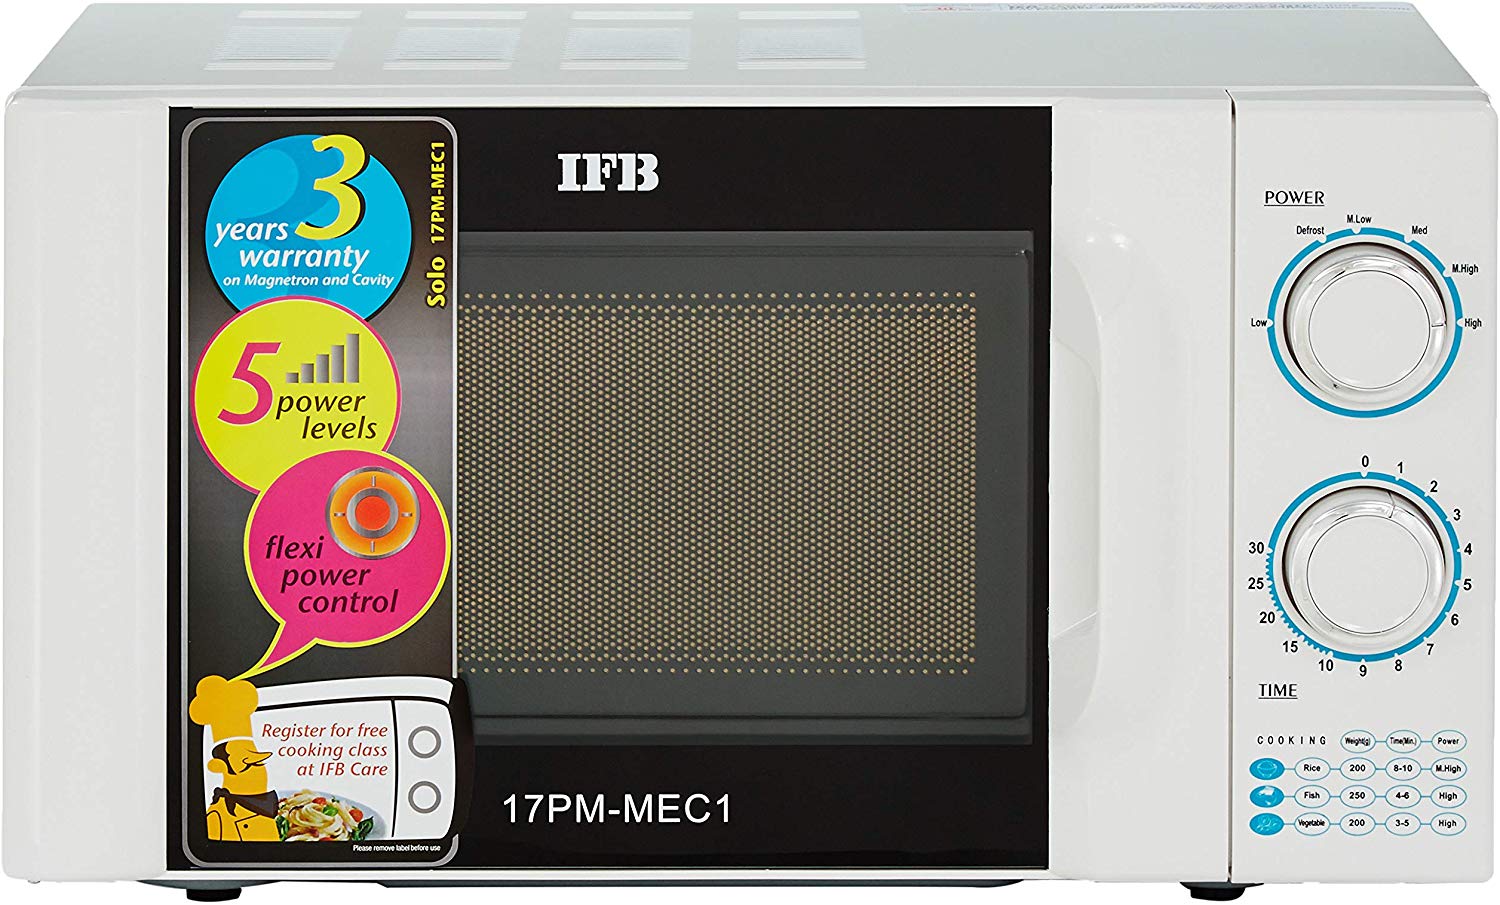 3
years
warranty
on Magnetron and Cavity
Solo 17PM-MEC1
5
power
levels
flexi
power
control
Register for free
cooking class
at IFB Care
Please remove label before use
IFB
17PM-MEC1
POWER
Low
Defrost
M.Low
Med
M.High
High
0
1
2
3
4
5
6
7
8
9
10
15
20
25
30
TIME
COOKING Weight(g) Time(Min.) Power
Rice 200 8-10 M.High
Fish 250 4-6 High
Vegetable 200 3-5 High